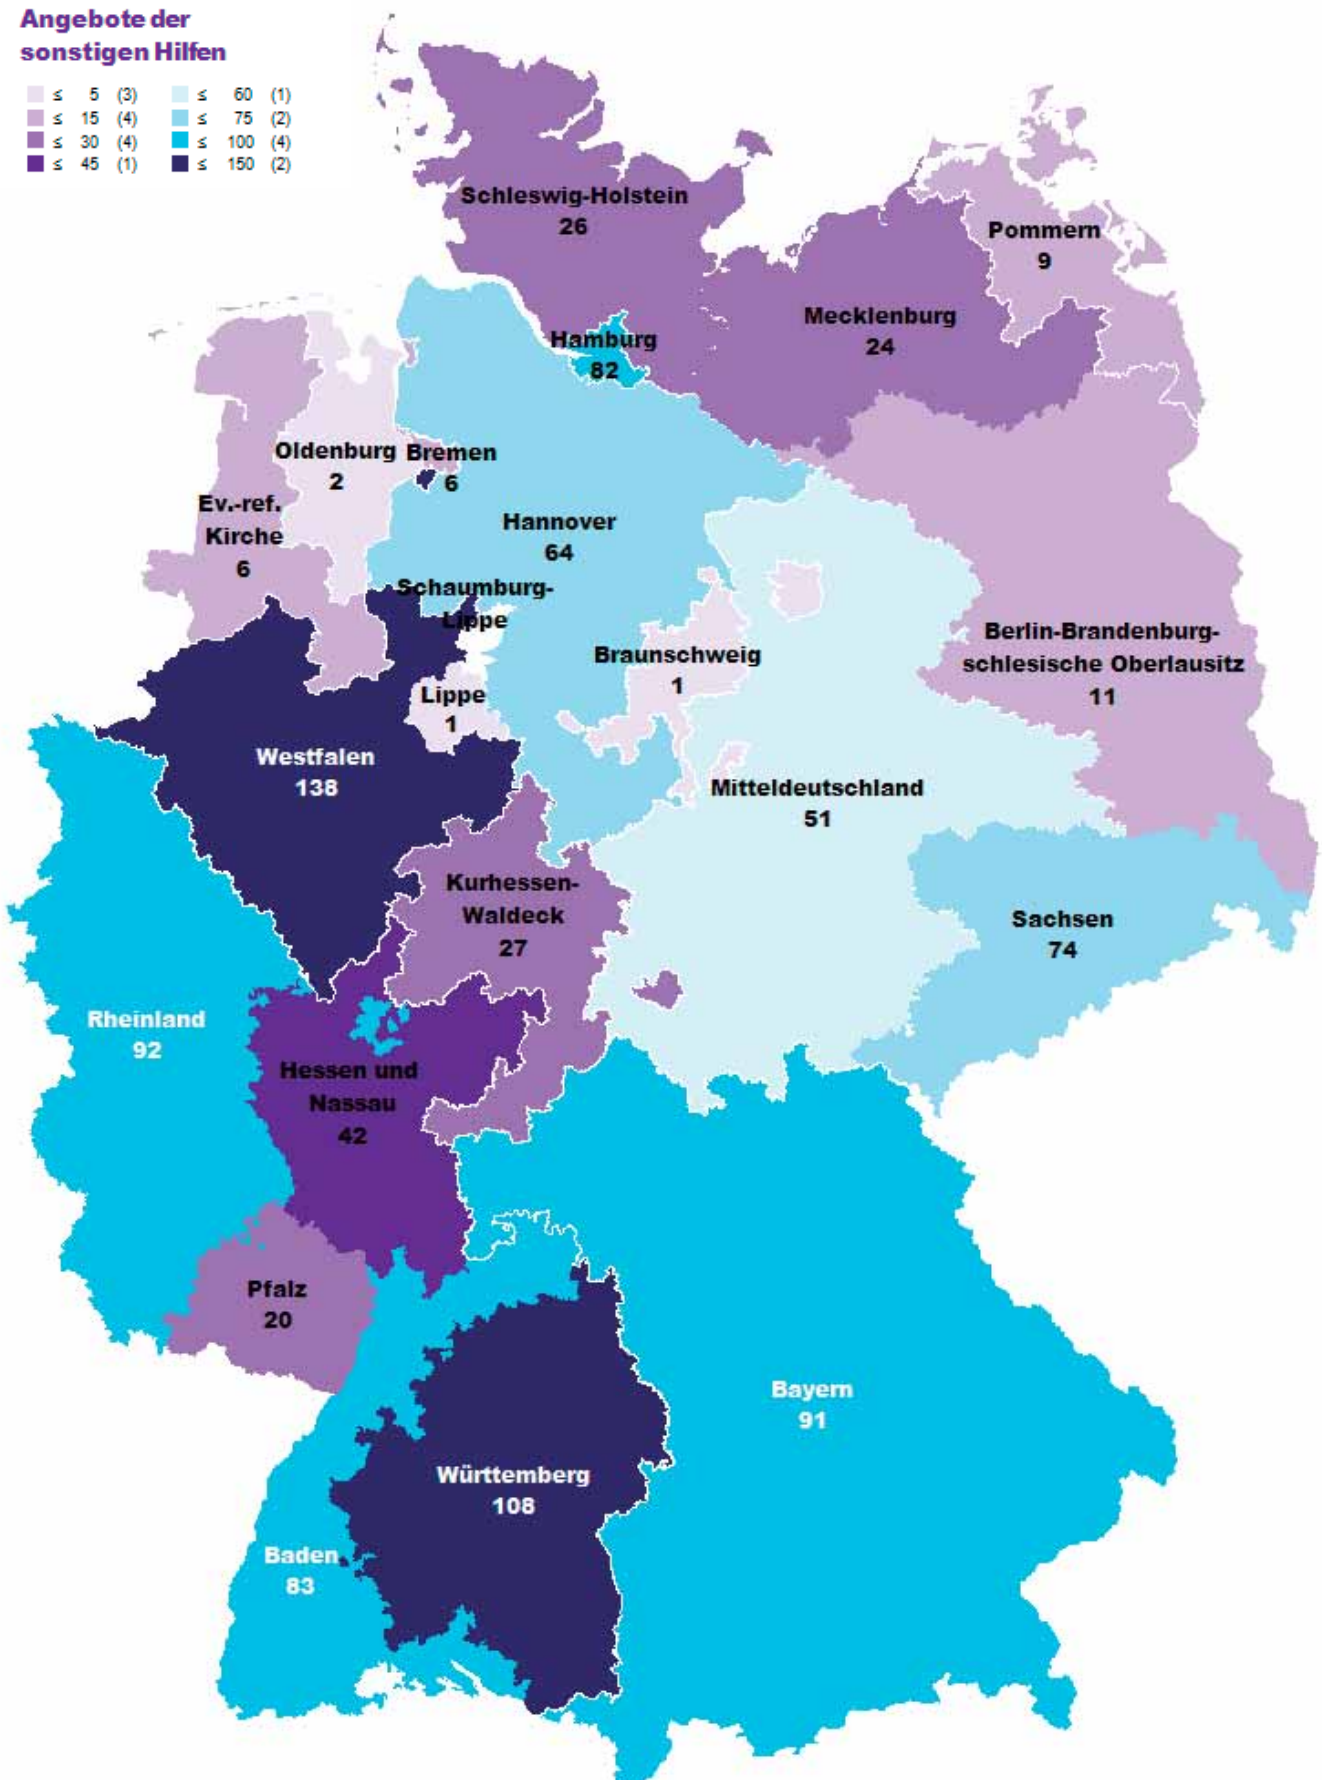 Angebote der
sonstigen Hilfen
≤ 5 (3) ≤ 60 (1)
≤ 15 (4) ≤ 75 (2)
≤ 30 (4) ≤ 100 (4)
≤ 45 (1) ≤ 150 (2)
Schleswig-Holstein
26
Pommern
9
Mecklenburg
24
Hamburg
82
Oldenburg
2
Bremen
6
Ev.-ref.
Kirche
6
Hannover
64
Schaumburg-
Lippe
Berlin-Brandenburg-
schlesische Oberlausitz
11
Braunschweig
1
Lippe
1
Westfalen
138
Mitteldeutschland
51
Kurhessen-
Waldeck
27
Sachsen
74
Rheinland
92
Hessen und
Nassau
42
Pfalz
20
Bayern
91
Württemberg
108
Baden
83